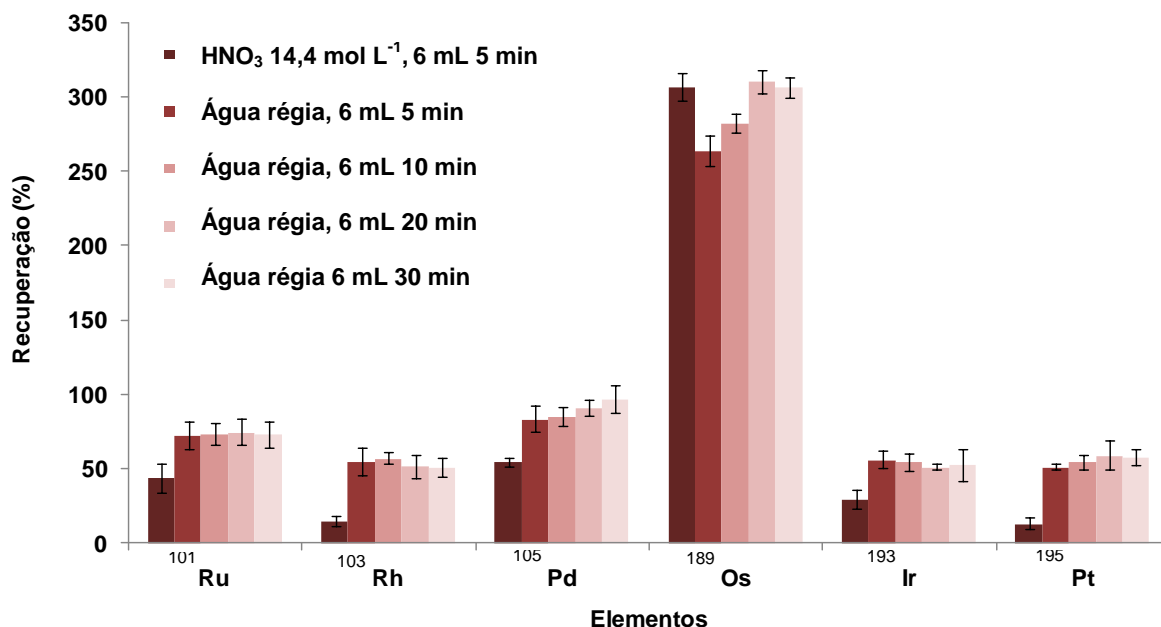 350
300
250
200
150
100
50
0
Recuperação (%)
HNO₃ 14,4 mol L⁻¹, 6 mL 5 min
Água régia, 6 mL 5 min
Água régia, 6 mL 10 min
Água régia, 6 mL 20 min
Água régia 6 mL 30 min
101 103 105 189 193 195
Ru Rh Pd Os Ir Pt
Elementos